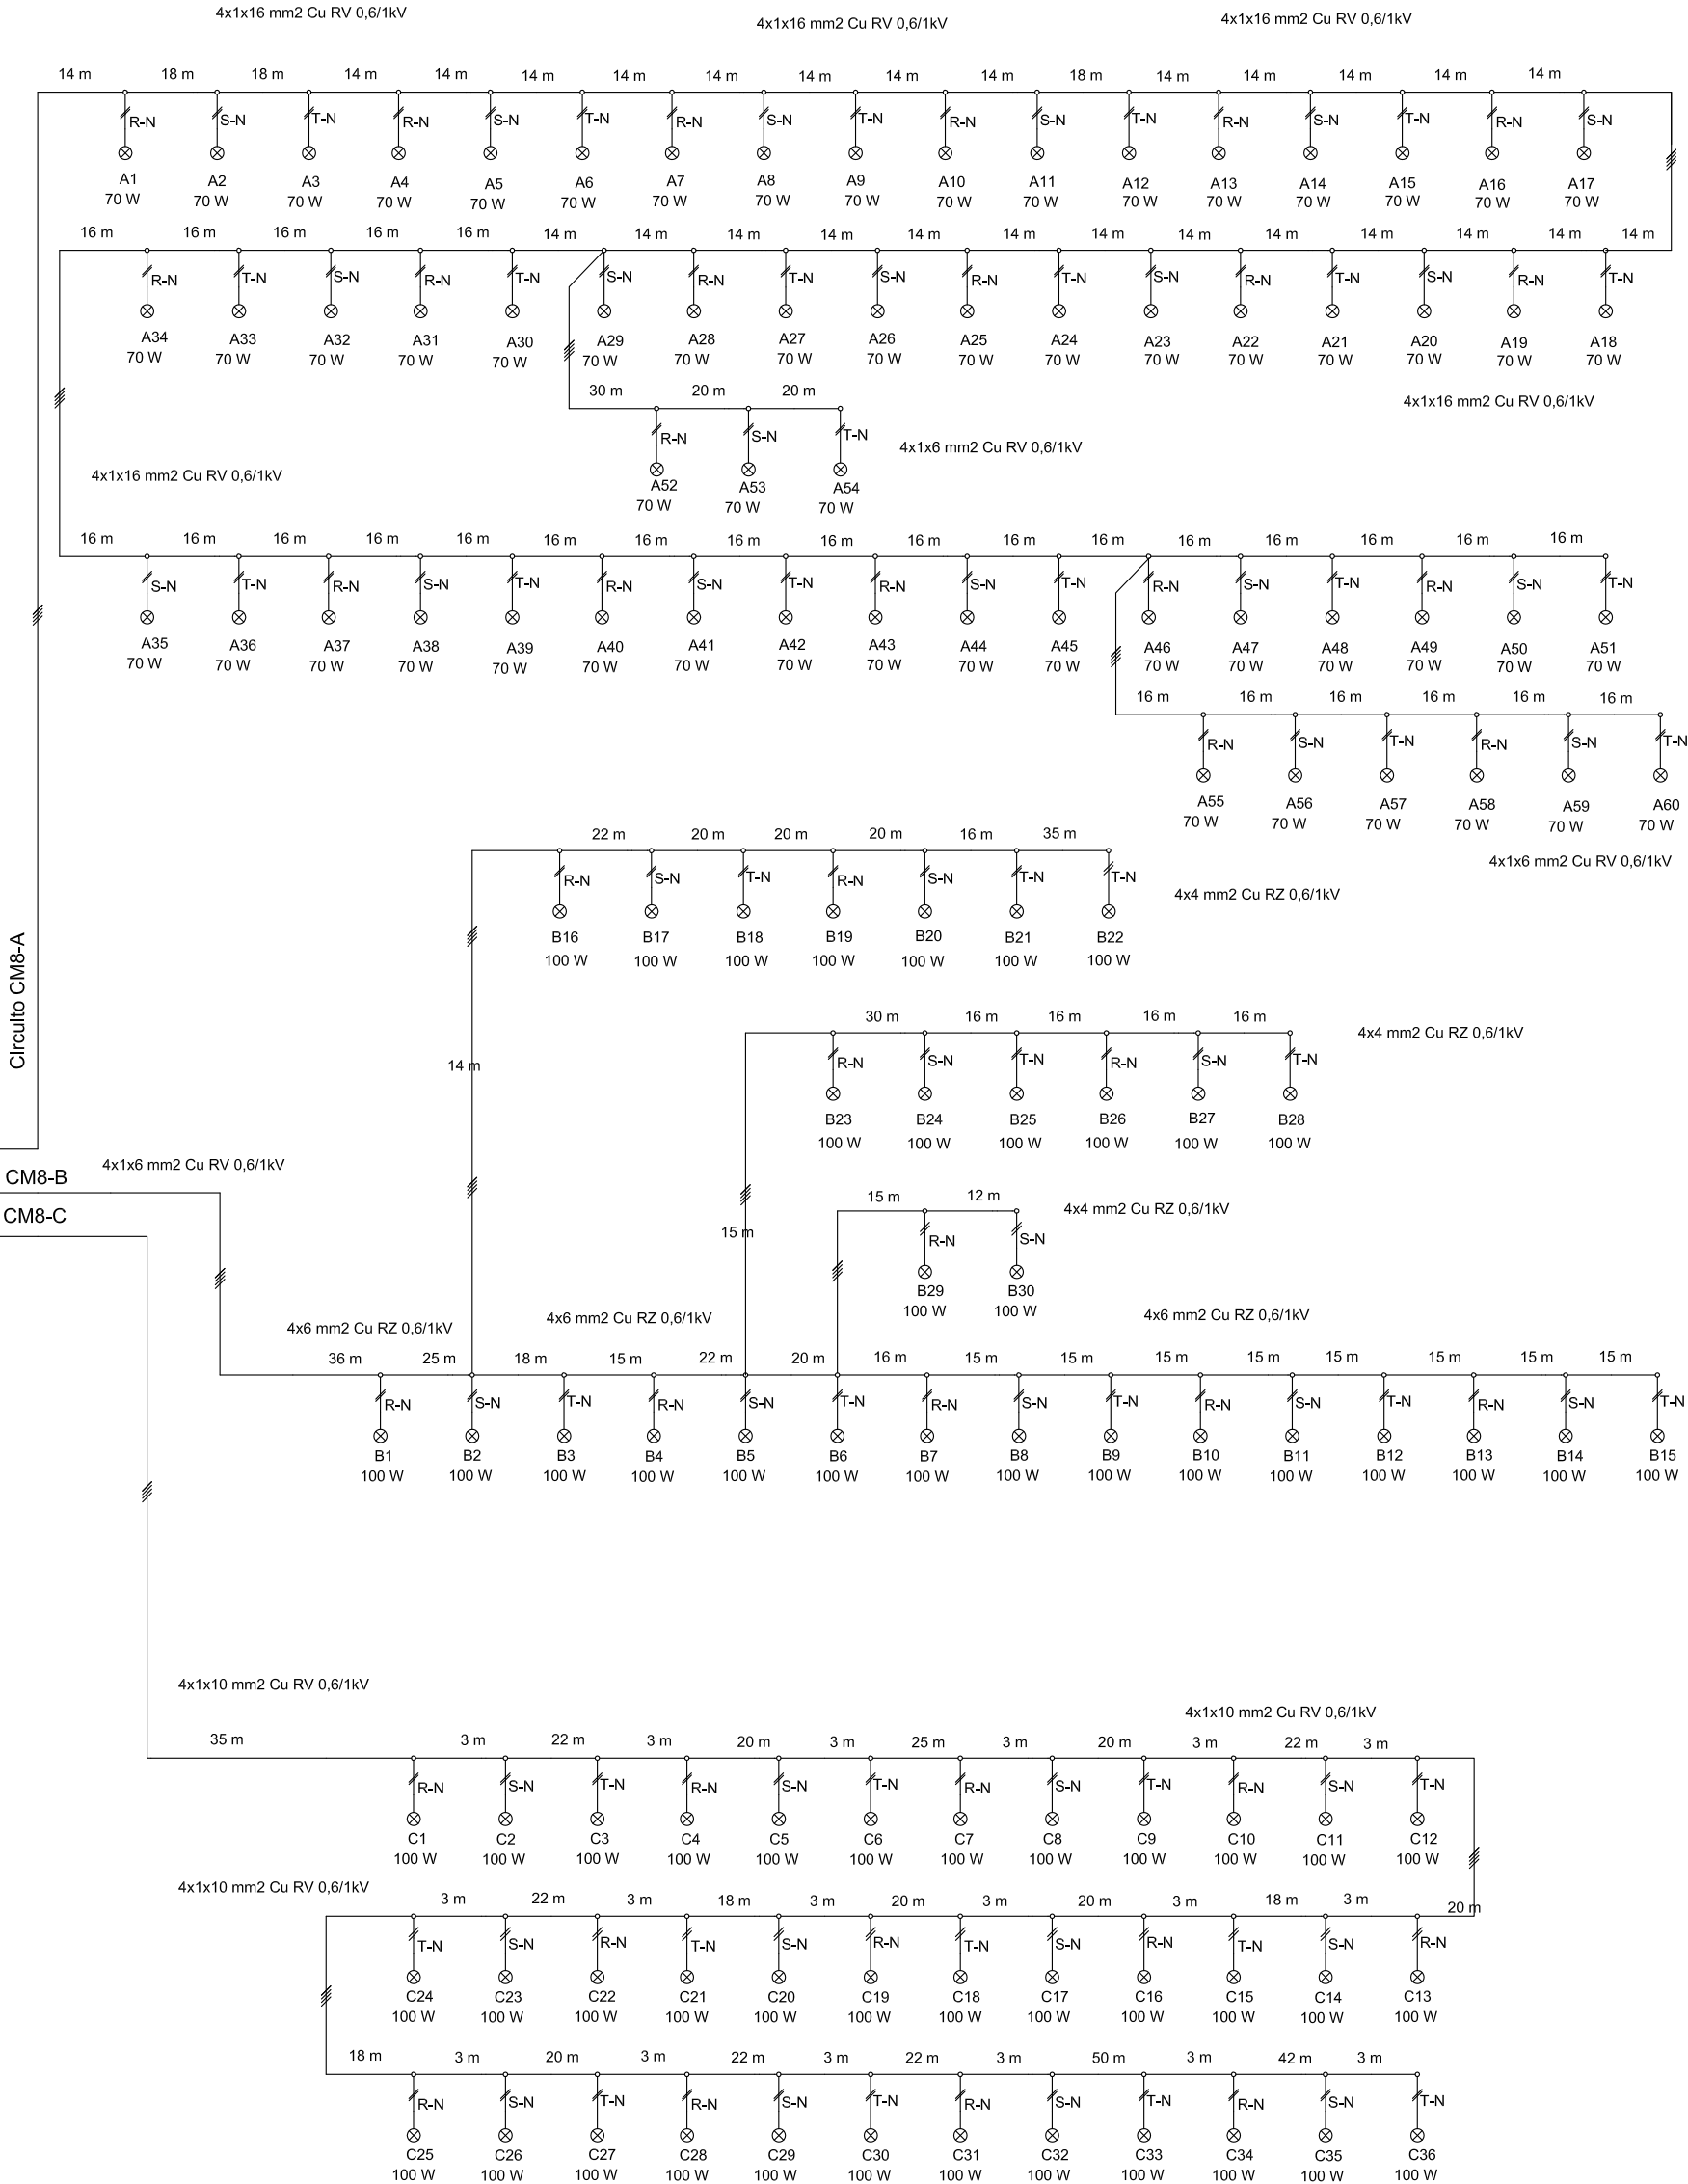 4x1x16 mm2 Cu RV 0,6/1kV
4x1x16 mm2 Cu RV 0,6/1kV
4x1x16 mm2 Cu RV 0,6/1kV
14 m 18 m 18 m 14 m 14 m 14 m 14 m 14 m 14 m 14 m 14 m 18 m 14 m 14 m 14 m 14 m 14 m
R-N S-N T-N R-N S-N T-N R-N S-N T-N R-N S-N T-N R-N S-N T-N R-N S-N
A1 A2 A3 A4 A5 A6 A7 A8 A9 A10 A11 A12 A13 A14 A15 A16 A17
70 W 70 W 70 W 70 W 70 W 70 W 70 W 70 W 70 W 70 W 70 W 70 W 70 W 70 W 70 W 70 W 70 W
16 m 16 m 16 m 16 m 16 m 14 m 14 m 14 m 14 m 14 m 14 m 14 m 14 m 14 m 14 m 14 m 14 m 14 m
R-N T-N S-N R-N T-N S-N R-N T-N S-N R-N T-N S-N R-N T-N S-N R-N T-N
A34 A33 A32 A31 A30 A29 A28 A27 A26 A25 A24 A23 A22 A21 A20 A19 A18
70 W 70 W 70 W 70 W 70 W 70 W 70 W 70 W 70 W 70 W 70 W 70 W 70 W 70 W 70 W 70 W 70 W
30 m 20 m 20 m
4x1x16 mm2 Cu RV 0,6/1kV
R-N S-N T-N
4x1x6 mm2 Cu RV 0,6/1kV
4x1x16 mm2 Cu RV 0,6/1kV
A52 A53 A54
70 W 70 W 70 W
16 m 16 m 16 m 16 m 16 m 16 m 16 m 16 m 16 m 16 m 16 m 16 m 16 m 16 m 16 m 16 m 16 m
S-N T-N R-N S-N T-N R-N S-N T-N R-N S-N T-N R-N S-N T-N R-N S-N T-N
A35 A36 A37 A38 A39 A40 A41 A42 A43 A44 A45 A46 A47 A48 A49 A50 A51
70 W 70 W 70 W 70 W 70 W 70 W 70 W 70 W 70 W 70 W 70 W 70 W 70 W 70 W 70 W 70 W 70 W
16 m 16 m 16 m 16 m 16 m 16 m
R-N S-N T-N R-N S-N T-N
A55 A56 A57 A58 A59 A60
70 W 70 W 70 W 70 W 70 W 70 W
4x1x6 mm2 Cu RV 0,6/1kV
22 m 20 m 20 m 20 m 16 m 35 m
R-N S-N T-N R-N S-N T-N T-N
4x4 mm2 Cu RZ 0,6/1kV
B16 B17 B18 B19 B20 B21 B22
100 W 100 W 100 W 100 W 100 W 100 W 100 W
Circuito CM8-A
14 m
30 m 16 m 16 m 16 m 16 m
4x4 mm2 Cu RZ 0,6/1kV
R-N S-N T-N R-N S-N T-N
B23 B24 B25 B26 B27 B28
100 W 100 W 100 W 100 W 100 W 100 W
4x1x6 mm2 Cu RV 0,6/1kV
CM8-B
CM8-C
15 m
15 m 12 m
4x4 mm2 Cu RZ 0,6/1kV
R-N S-N
B29 B30
100 W 100 W
4x6 mm2 Cu RZ 0,6/1kV
4x6 mm2 Cu RZ 0,6/1kV
4x6 mm2 Cu RZ 0,6/1kV
36 m 25 m 18 m 15 m 22 m 20 m 16 m 15 m 15 m 15 m 15 m 15 m 15 m 15 m 15 m
R-N S-N T-N R-N S-N T-N R-N S-N T-N R-N S-N T-N R-N S-N T-N
B1 B2 B3 B4 B5 B6 B7 B8 B9 B10 B11 B12 B13 B14 B15
100 W 100 W 100 W 100 W 100 W 100 W 100 W 100 W 100 W 100 W 100 W 100 W 100 W 100 W 100 W
4x1x10 mm2 Cu RV 0,6/1kV
4x1x10 mm2 Cu RV 0,6/1kV
35 m 3 m 22 m 3 m 20 m 3 m 25 m 3 m 20 m 3 m 22 m 3 m
R-N S-N T-N R-N S-N T-N R-N S-N T-N R-N S-N T-N
C1 C2 C3 C4 C5 C6 C7 C8 C9 C10 C11 C12
100 W 100 W 100 W 100 W 100 W 100 W 100 W 100 W 100 W 100 W 100 W 100 W
4x1x10 mm2 Cu RV 0,6/1kV
3 m 22 m 3 m 18 m 3 m 20 m 3 m 20 m 3 m 18 m 3 m 20 m
T-N S-N R-N T-N S-N R-N T-N S-N R-N T-N S-N R-N
C24 C23 C22 C21 C20 C19 C18 C17 C16 C15 C14 C13
100 W 100 W 100 W 100 W 100 W 100 W 100 W 100 W 100 W 100 W 100 W 100 W
18 m 3 m 20 m 3 m 22 m 3 m 22 m 3 m 50 m 3 m 42 m 3 m
R-N S-N T-N R-N S-N T-N R-N S-N T-N R-N S-N T-N
C25 C26 C27 C28 C29 C30 C31 C32 C33 C34 C35 C36
100 W 100 W 100 W 100 W 100 W 100 W 100 W 100 W 100 W 100 W 100 W 100 W